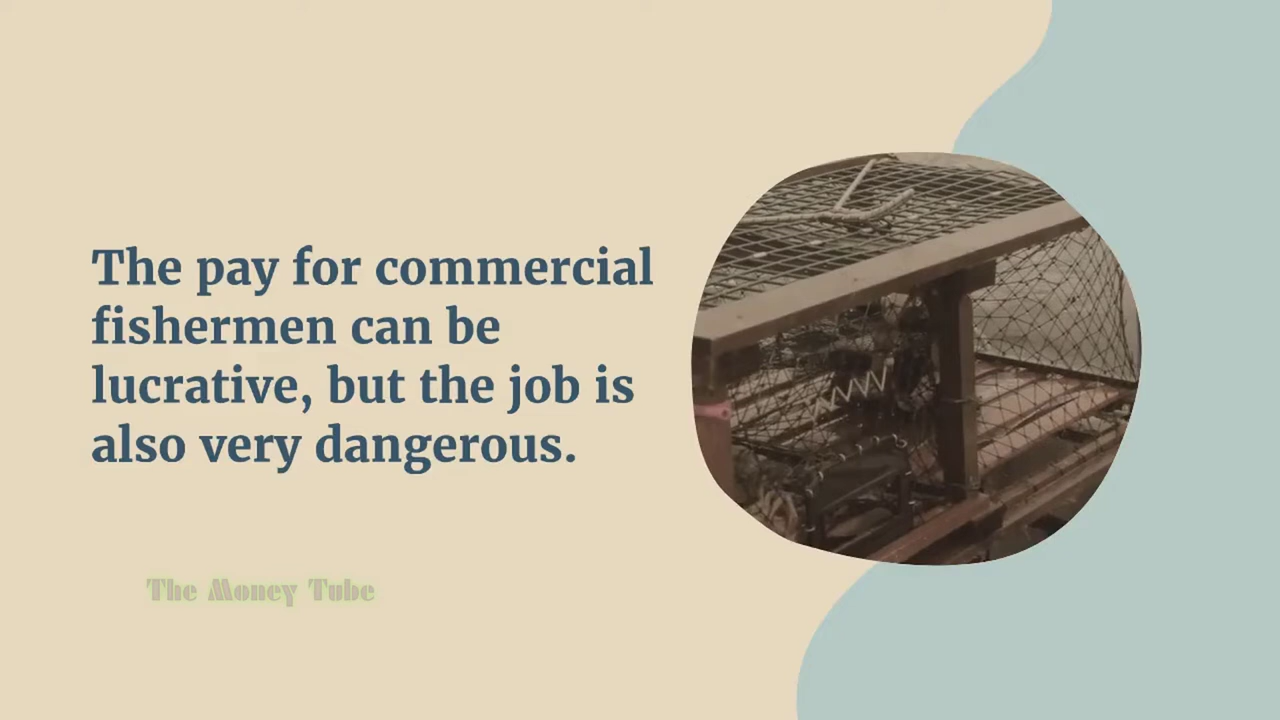 The pay for commercial
fishermen can be
lucrative, but the job is
also very dangerous.
The Money Tube